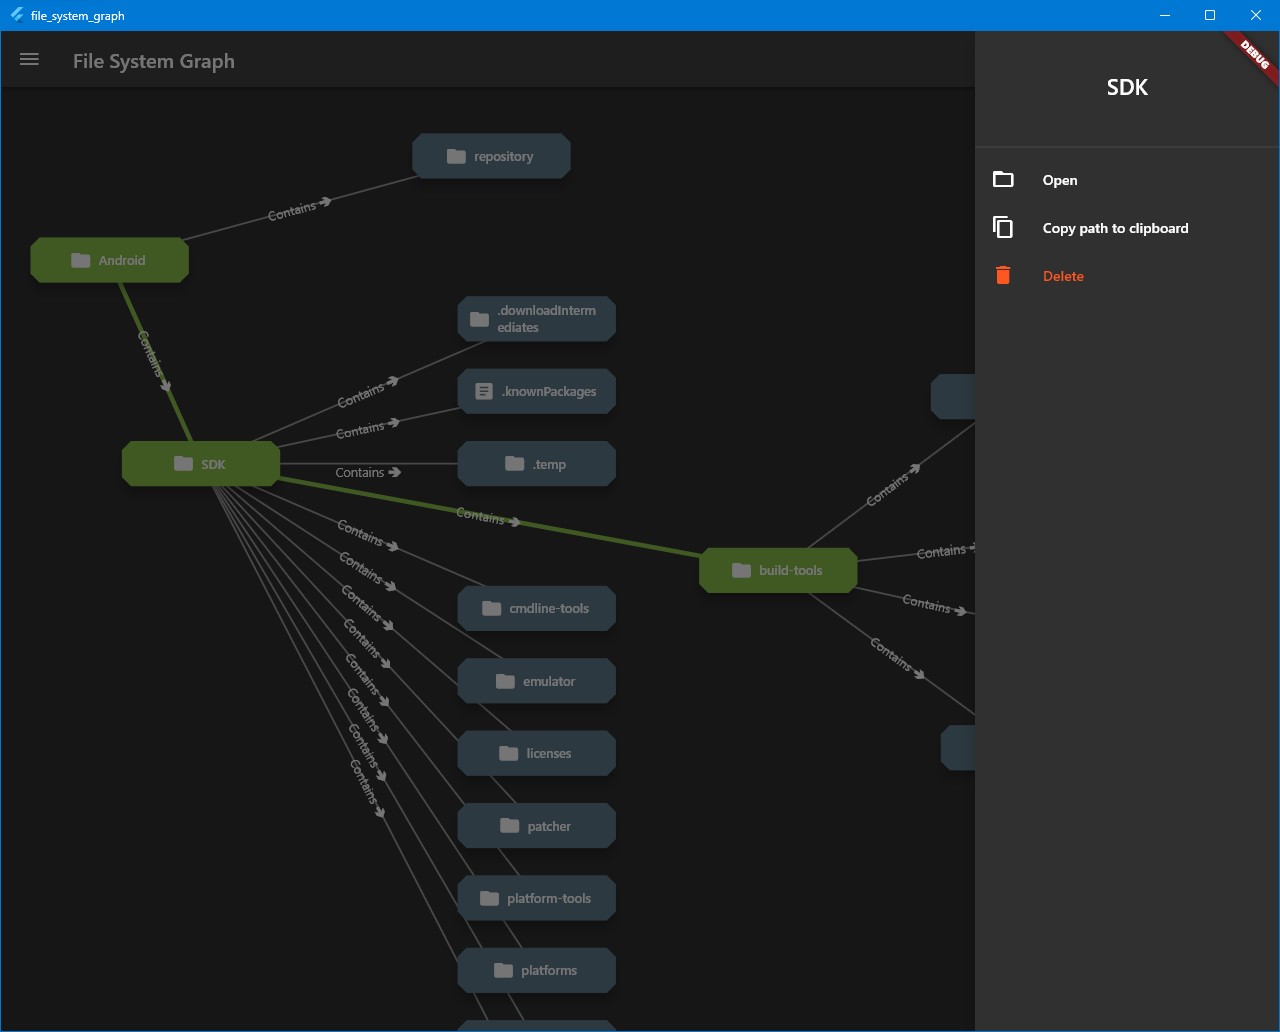 file_system_graph
DEBUG
File System Graph
SDK
repository
Open
Contains
Copy path to clipboard
Android
Delete
.downloadInterm
ediates
Contains
Contains
.knownPackages
Contains
SDK
Contains
.temp
Contains
Contains
Contains
Contains
Contains
build-tools
Contains
Contains
cmdline-tools
Contains
Contains
Contains
emulator
Contains
Contains
licenses
Contains
Contains
patcher
platform-tools
platforms